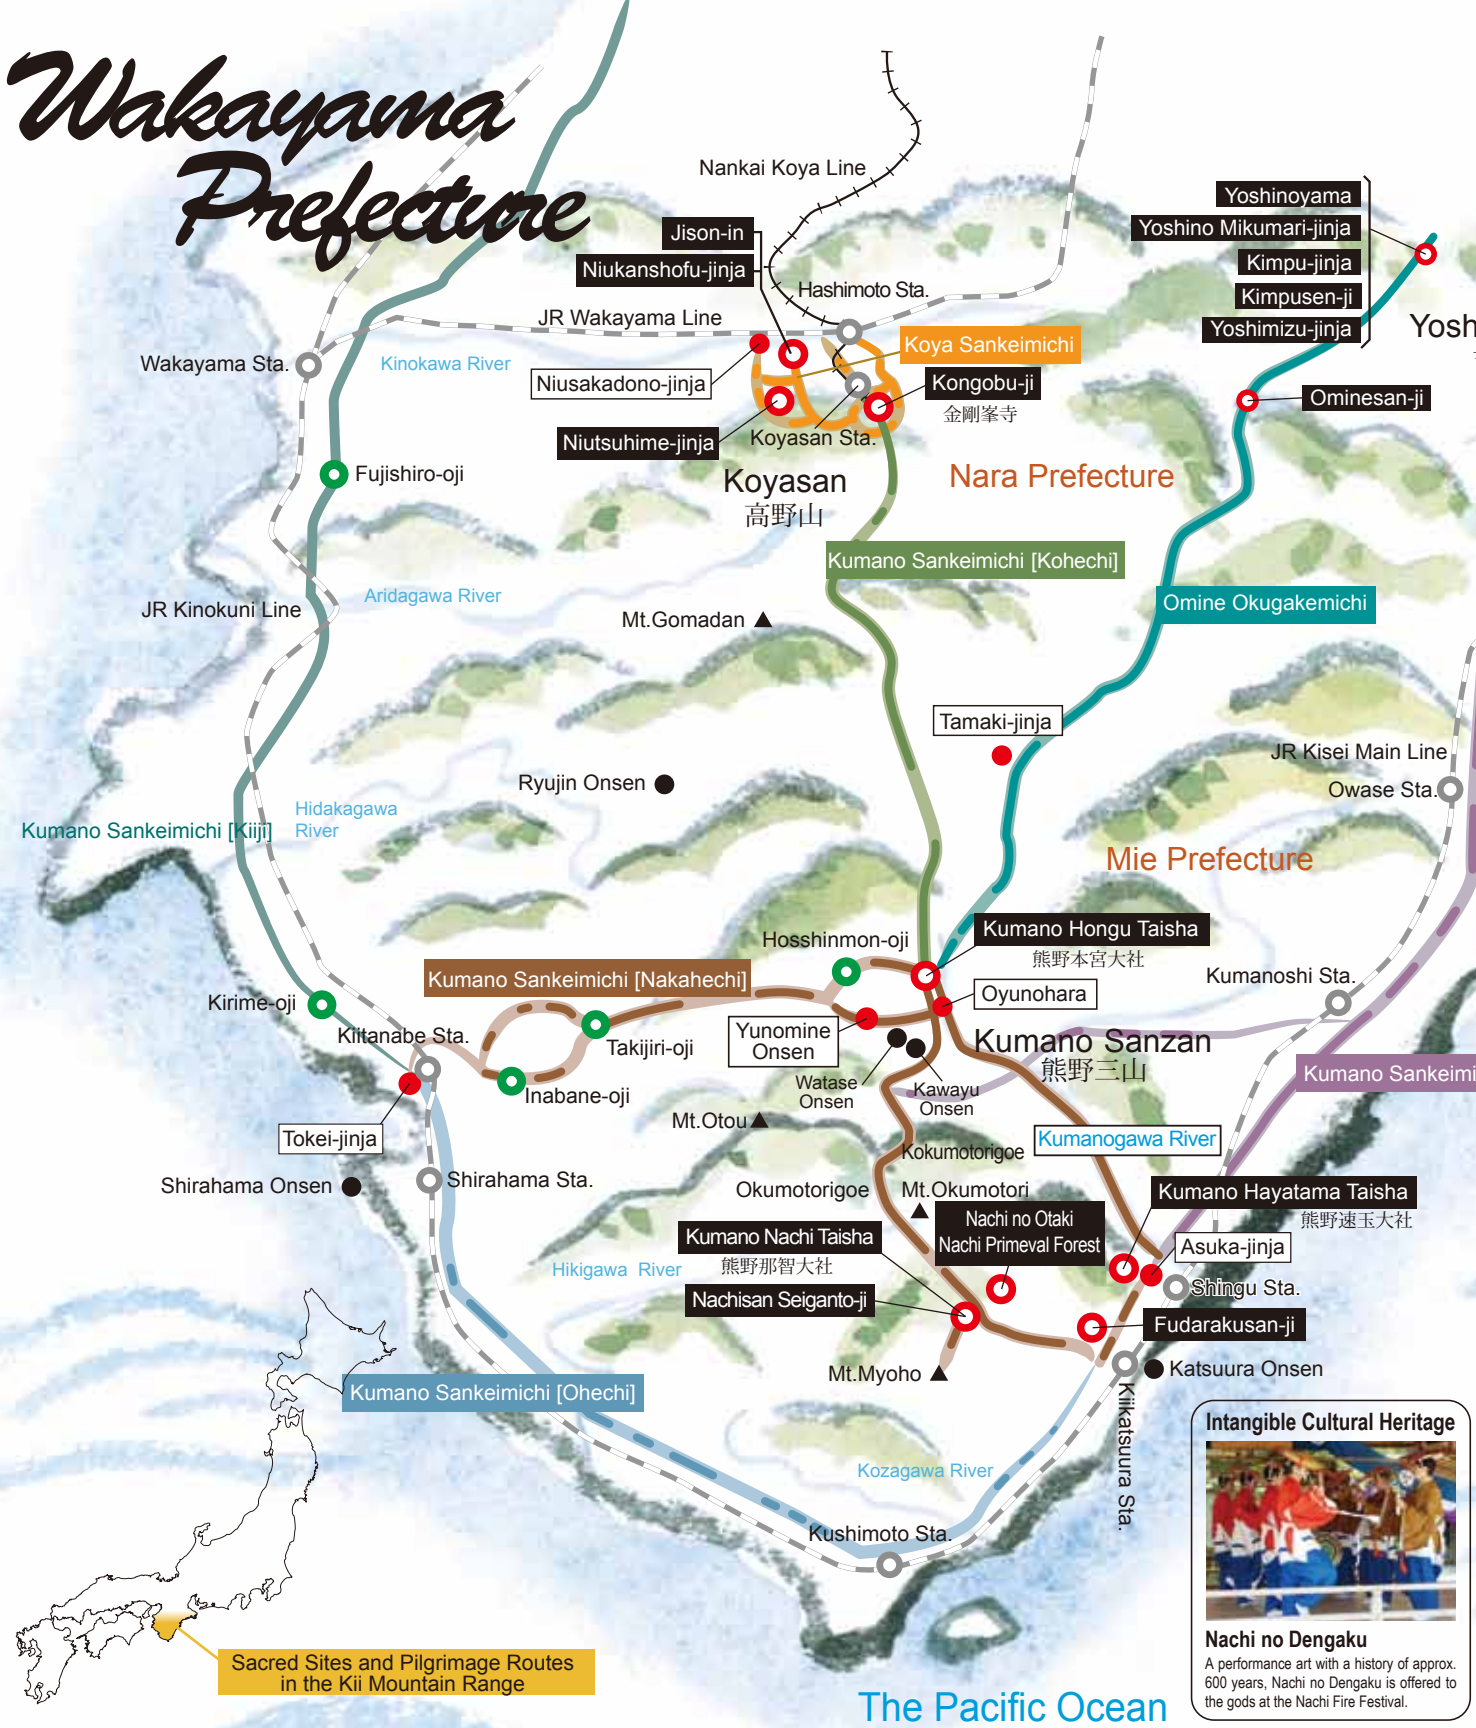 Wakayama
Prefecture
Nankai Koya Line
Jison-in
Niukanshofu-jinja
Hashimoto Sta.
JR Wakayama Line
Yoshinoyama
Yoshino Mikumari-jinja
Kimpu-jinja
Kimpusen-ji
Yoshimizu-jinja
Yosh
Wakayama Sta.
Kinokawa River
Niusakadono-jinja
Koya Sankeimichi
Kongobu-ji
金剛峯寺
Ominesan-ji
Niutsuhime-jinja
Koyasan Sta.
Koyasan
高野山
Nara Prefecture
Fujishiro-oji
Kumano Sankeimichi [Kohechi]
Omine Okugakemichi
JR Kinokuni Line
Aridagawa River
Mt.Gomadan
Tamaki-jinja
JR Kisei Main Line
Owase Sta.
Ryujin Onsen
Hidakagawa
River
Kumano Sankeimichi [Kiiji]
Mie Prefecture
Hosshinmon-oji
Kumano Hongu Taisha
熊野本宮大社
Kumano Sankeimichi [Nakahechi]
Oyunohara
Kumanoshi Sta.
Kirime-oji
Kiitanabe Sta.
Takijiri-oji
Yunomine
Onsen
Kumano Sanzan
熊野三山
Inabane-oji
Watase
Onsen
Kawayu
Onsen
Kumano Sankeimi
Mt.Otou
Tokei-jinja
Kokumotorigoe
Kumanogawa River
Shirahama Onsen
Shirahama Sta.
Okumotorigoe
Mt.Okumotori
Kumano Hayatama Taisha
熊野速玉大社
Nachi no Otaki
Nachi Primeval Forest
Kumano Nachi Taisha
熊野那智大社
Asuka-jinja
Hikigawa River
Nachisan Seiganto-ji
Shingu Sta.
Fudarakusan-ji
Mt.Myoho
Katsuura Onsen
Kiikatsuura Sta.
Kumano Sankeimichi [Ohechi]
Kozagawa River
Kushimoto Sta.
Intangible Cultural Heritage
Nachi no Dengaku
A performance art with a history of approx.
600 years, Nachi no Dengaku is offered to
the gods at the Nachi Fire Festival.
Sacred Sites and Pilgrimage Routes
in the Kii Mountain Range
The Pacific Ocean